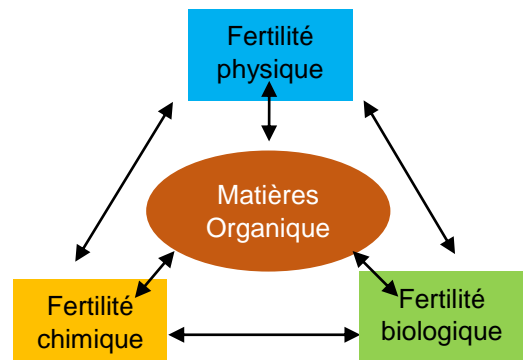 Fertilité
physique
Matières
Organique
Fertilité
chimique
Fertilité
biologique